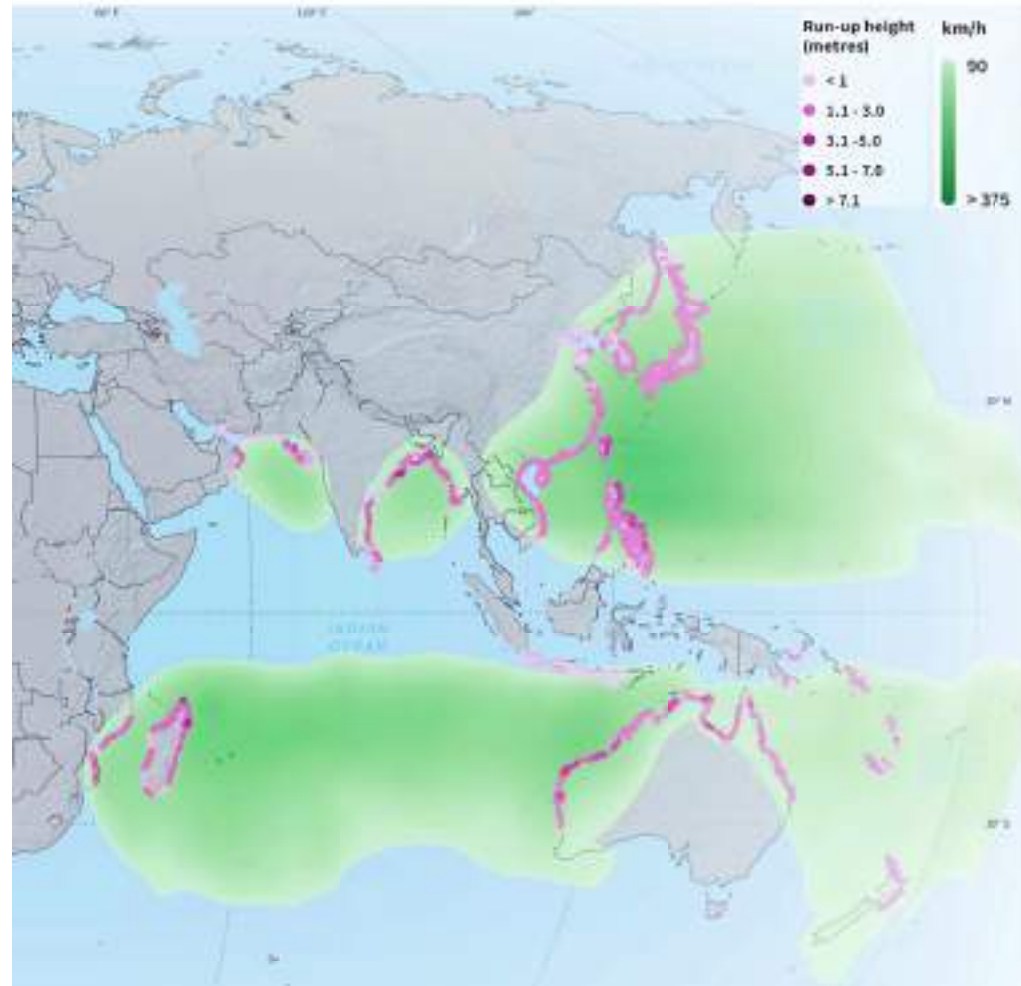 120° E
Run-up height
(metres)
< 1
1.1 - 3.0
3.1 -5.0
5.1 - 7.0
> 7.1
km/h
90
> 375
INDIAN
OCEAN